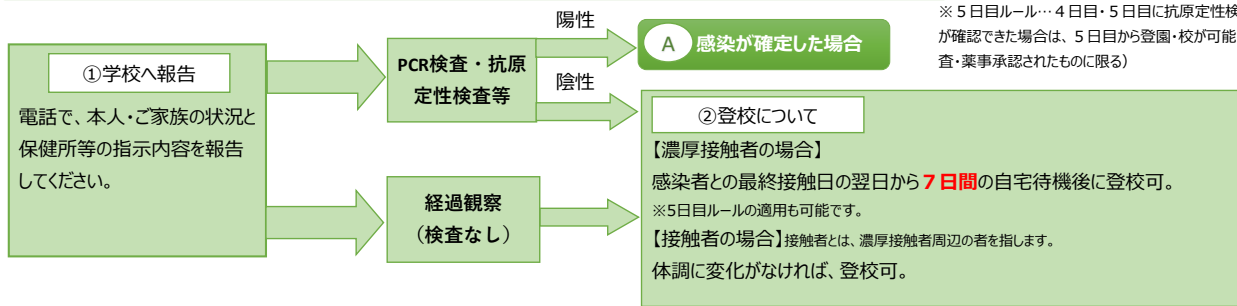 ※５日目ルール…４日目・５日目に抗原定性検
が確認できた場合は、５日目から登園・校が可能
査・薬事承認されたものに限る）
①学校へ報告
電話で、本人・ご家族の状況と
保健所等の指示内容を報告
してください。
陽性
PCR検査・抗原
定性検査等
陰性
A 感染が確定した場合
経過観察
（検査なし）
②登校について
【濃厚接触者の場合】
感染者との最終接触日の翌日から７日間の自宅待機後に登校可。
※5日目ルールの適用も可能です。
【接触者の場合】接触者とは、濃厚接触者周辺の者を指します。
体調に変化がなければ、登校可。